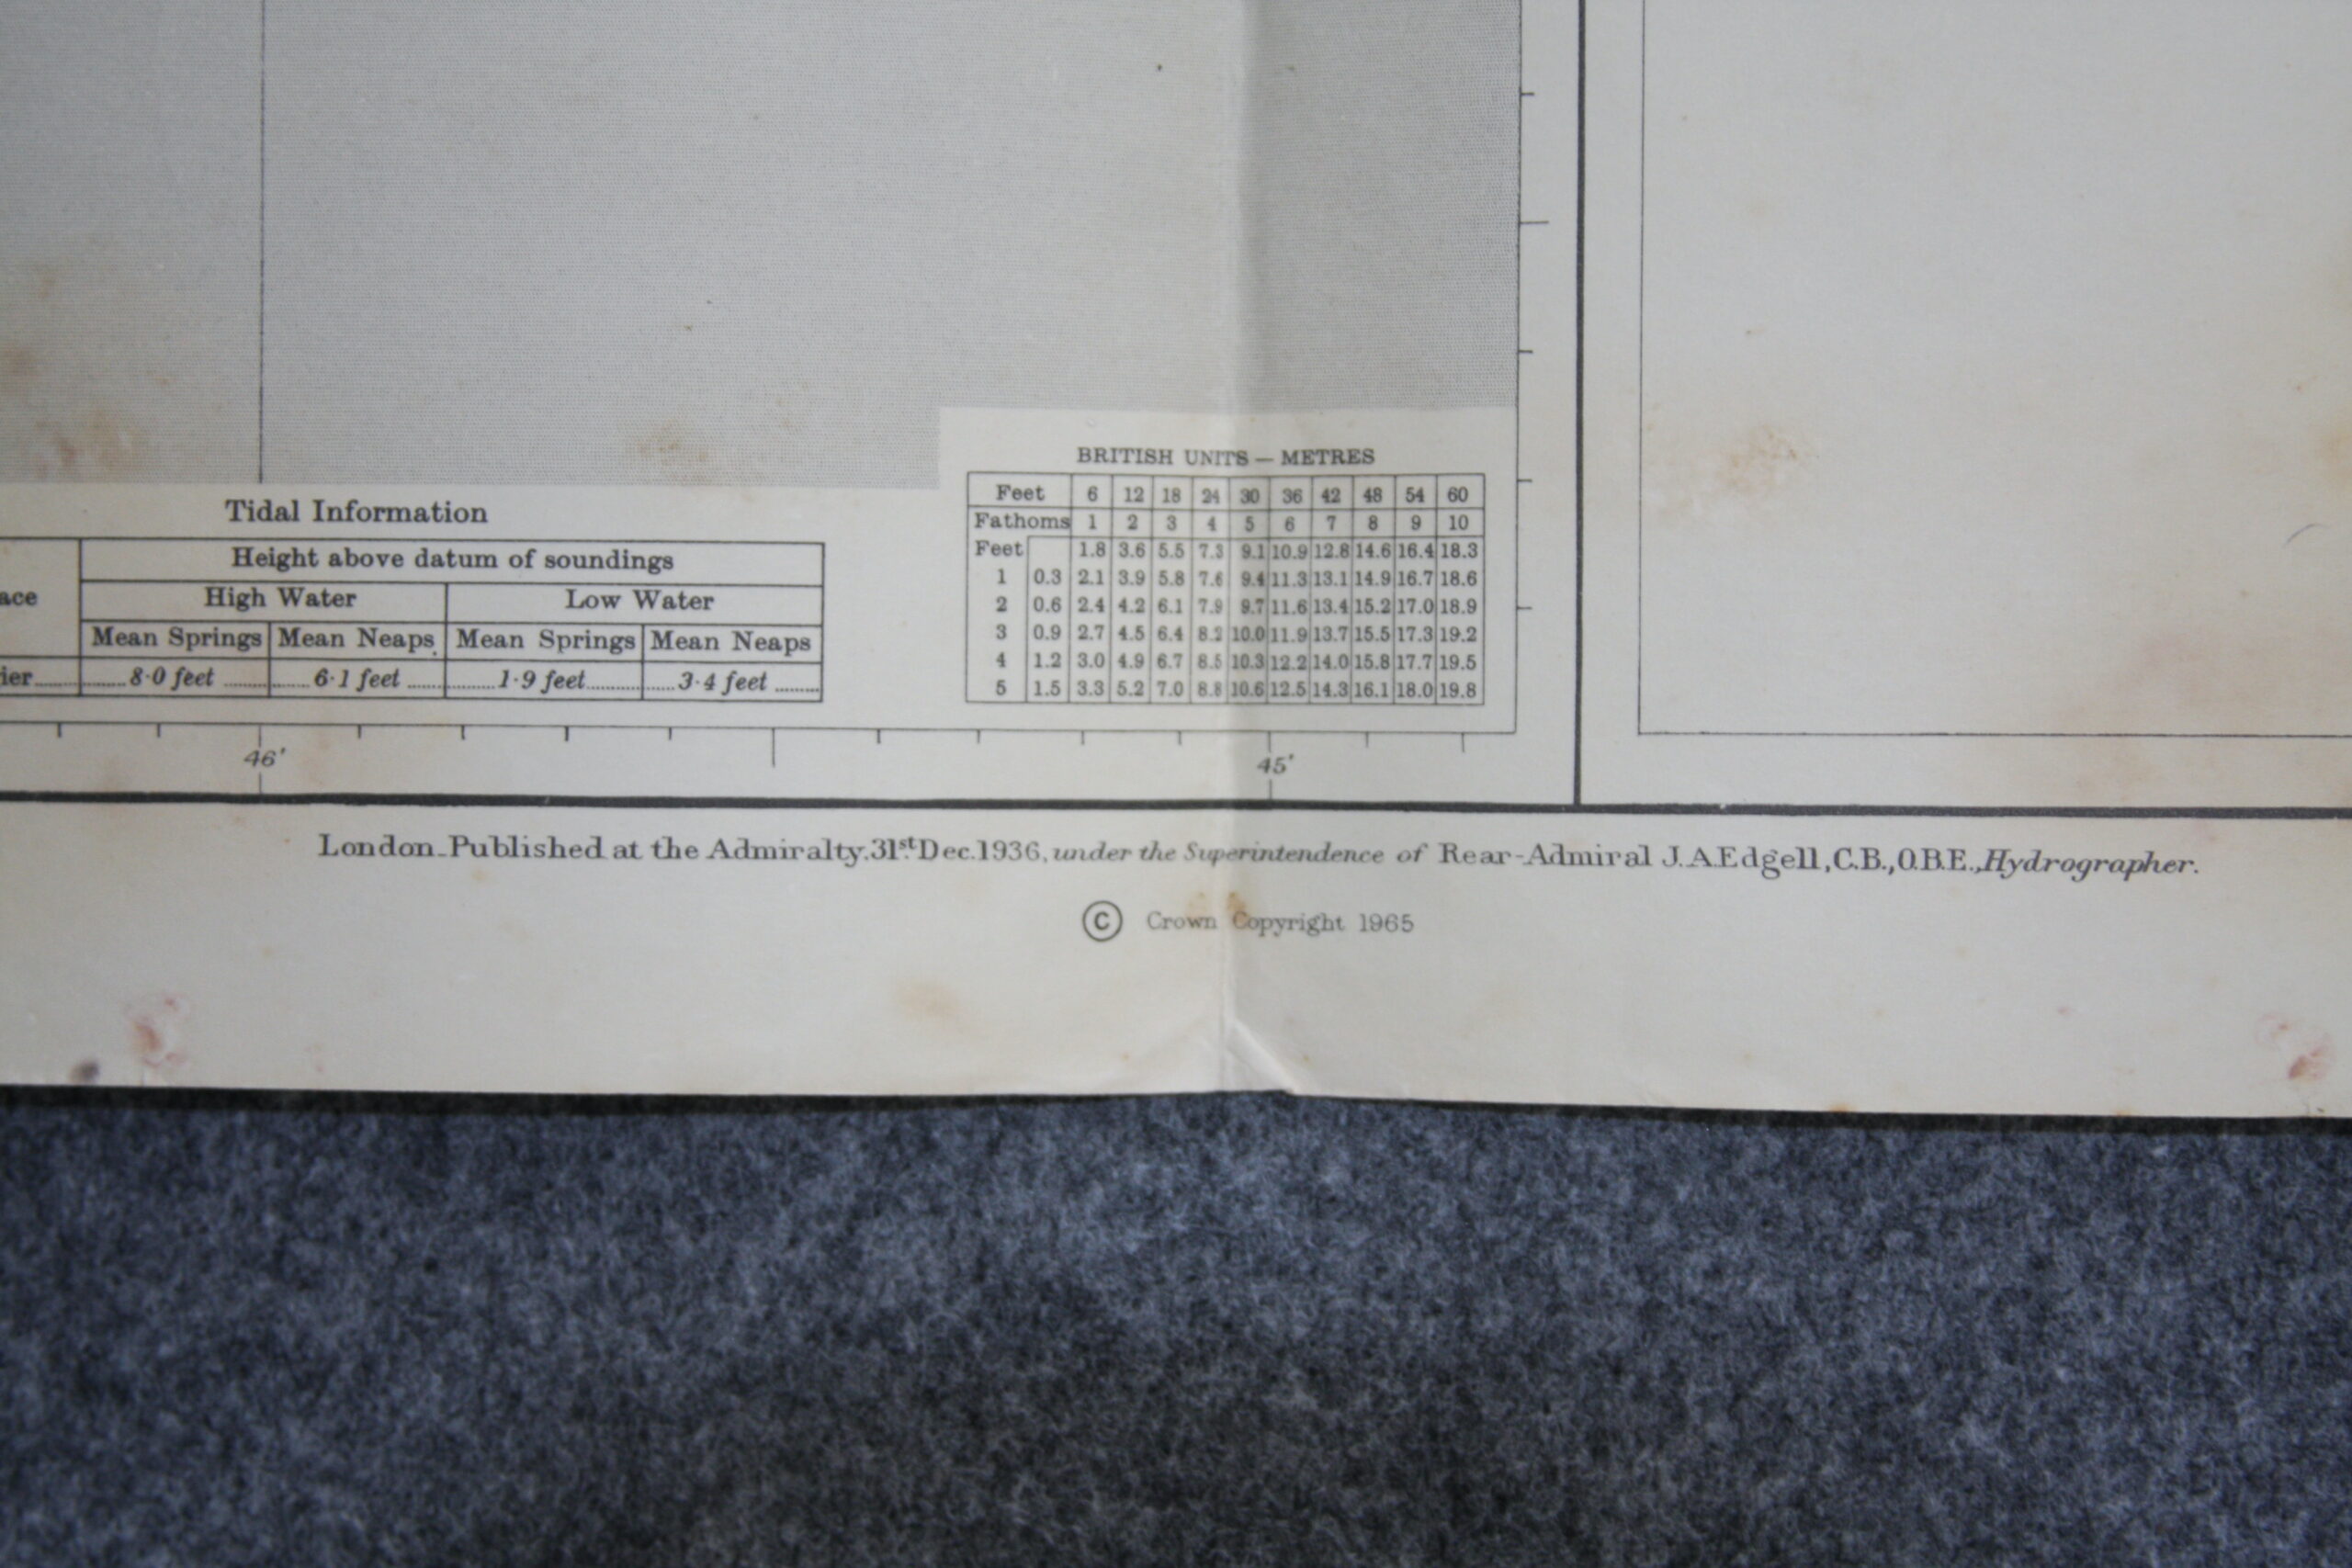 BRITISH UNITS — METRES
Feet 6 12 18 24 30 36 42 48 54 60
Fathoms 1 2 3 4 5 6 7 8 9 10
Feet 1.8 3.6 5.5 7.3 9.1 10.9 12.8 14.6 16.4 18.3
1 0.3 2.1 3.9 5.8 7.6 9.4 11.3 13.1 14.9 16.7 18.6
2 0.6 2.4 4.2 6.1 7.9 9.7 11.6 13.4 15.2 17.0 18.9
3 0.9 2.7 4.5 6.4 8.2 10.0 11.9 13.7 15.5 17.3 19.2
4 1.2 3.0 4.9 6.7 8.5 10.3 12.2 14.0 15.8 17.7 19.5
5 1.5 3.3 5.2 7.0 8.8 10.6 12.5 14.3 16.1 18.0 19.8
Tidal Information
Height above datum of soundings
ace High Water Low Water
Mean Springs Mean Neaps Mean Springs Mean Neaps
ier 8·0 feet 6·1 feet 1·9 feet 3·4 feet
46' 45'
London_Published at the Admiralty. 31st Dec. 1936, under the Superintendence of Rear-Admiral J.A.Edgell, C.B., O.B.E., Hydrographer.
© Crown Copyright 1965